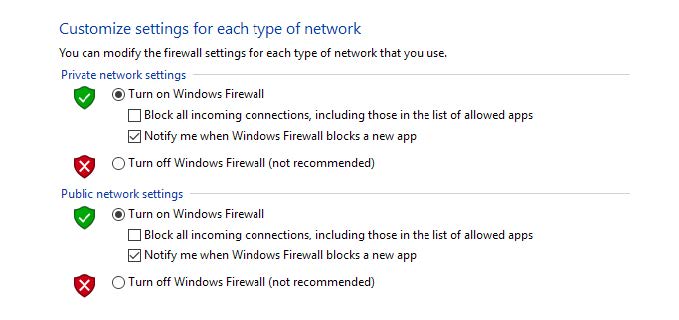 Customize settings for each type of network
You can modify the firewall settings for each type of network that you use.
Private network settings
Turn on Windows Firewall
Block all incoming connections, including those in the list of allowed apps
Notify me when Windows Firewall blocks a new app
Turn off Windows Firewall (not recommended)
Public network settings
Turn on Windows Firewall
Block all incoming connections, including those in the list of allowed apps
Notify me when Windows Firewall blocks a new app
Turn off Windows Firewall (not recommended)